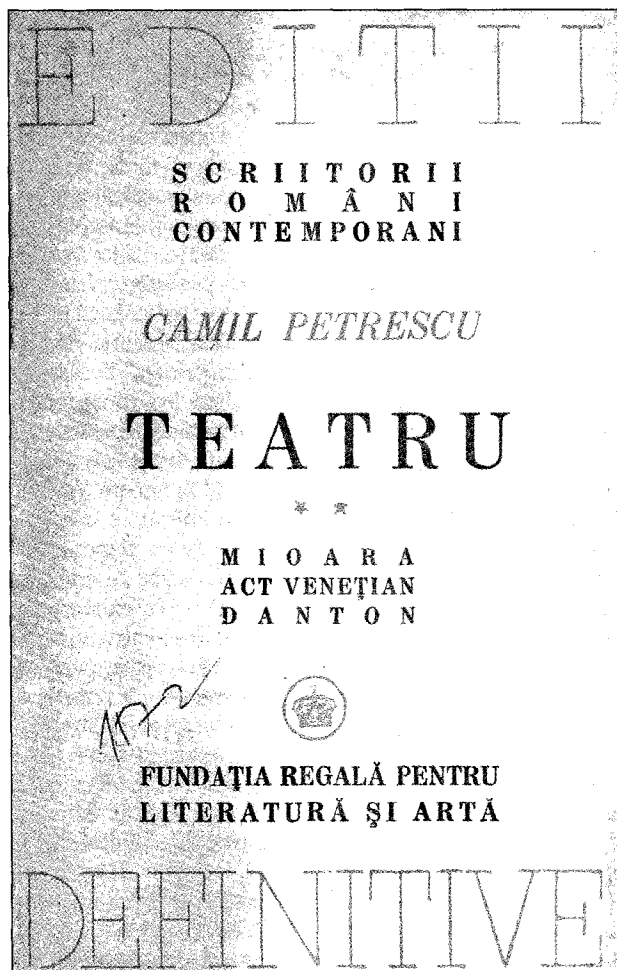 EDITII
SCRIITORII
ROMÂNI
CONTEMPORANI
CAMIL PETRESCU
TEATRU
* *
MIOARA
ACT VENEȚIAN
DANTON
FUNDAȚIA REGALĂ PENTRU
LITERATURĂ ȘI ARTĂ
DEFINITIVE